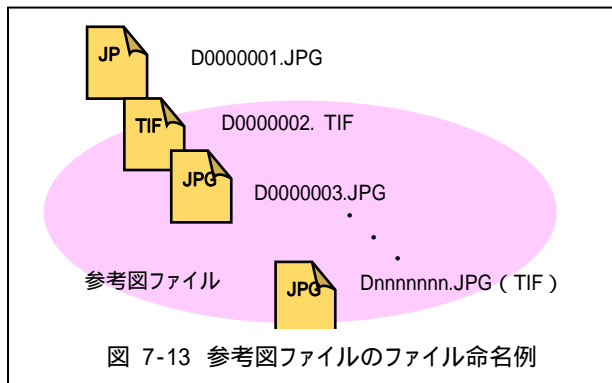 JP
D0000001.JPG
TIF
D0000002. TIF
JPG
D0000003.JPG
・
・
・
参考図ファイル
JPG
Dnnnnnnn.JPG ( TIF )
図 7-13 参考図ファイルのファイル命名例